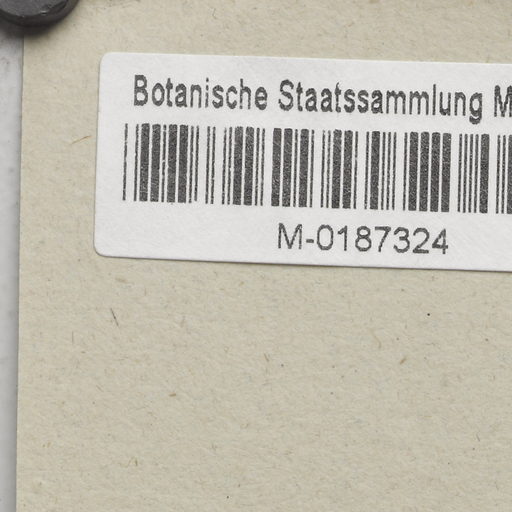 Botanische Staatssammlung M
M-0187324